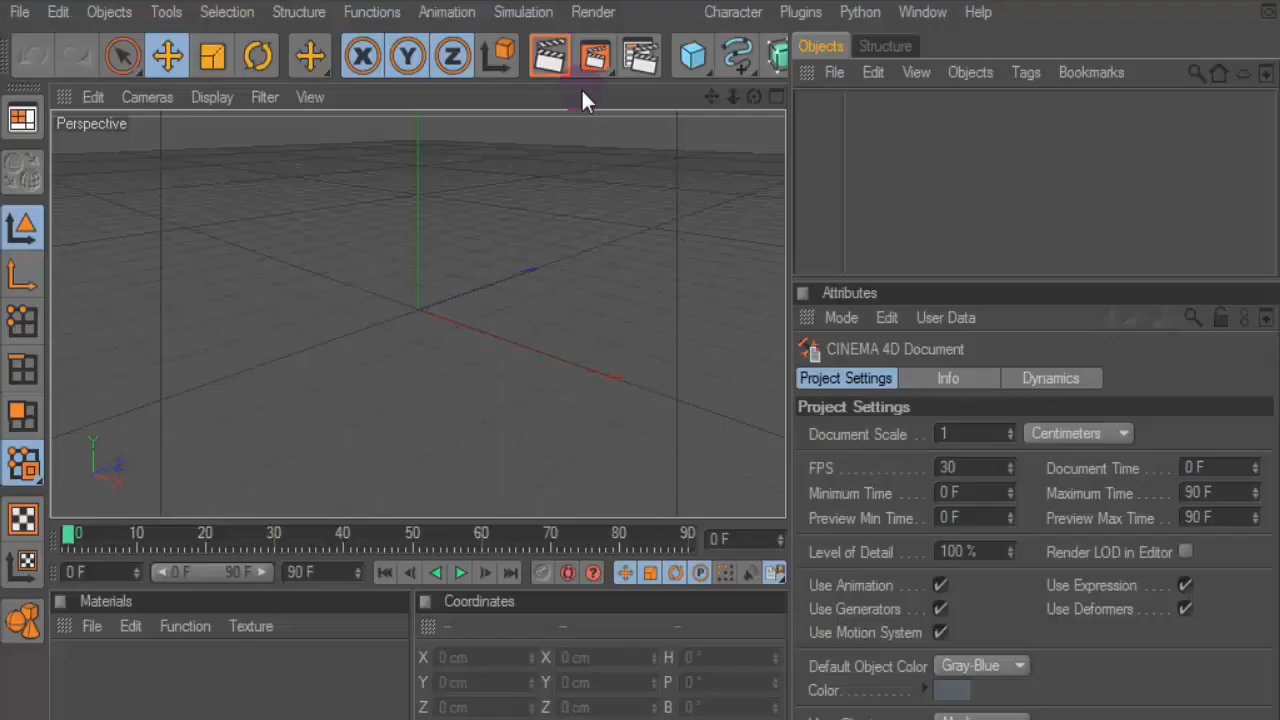 File Edit Objects Tools Selection Structure Functions Animation Simulation Render Character Plugins Python Window Help
X Y Z
Objects Structure
File Edit View Objects Tags Bookmarks
Edit Cameras Display Filter View
Perspective
Y
Z
X
Attributes
Mode Edit User Data
CINEMA 4D Document
Project Settings Info Dynamics
Project Settings
Document Scale . . 1 Centimeters
FPS . . . . . . . . . . . 30 Document Time . . . . 0 F
Minimum Time . . . . 0 F Maximum Time . . . 90 F
Preview Min Time . . 0 F Preview Max Time . . 90 F
Level of Detail . . . . 100 % Render LOD in Editor
Use Animation . . . Use Expression . . . .
Use Generators . . . Use Deformers . . . . .
Use Motion System
Default Object Color Gray-Blue
Color. . . . . . . . . .
0 10 20 30 40 50 60 70 80 90 0 F
0 F 0 F 90 F 90 F P
Materials
File Edit Function Texture
Coordinates
-- -- --
X 0 cm X 0 cm H 0 °
Y 0 cm Y 0 cm P 0 °
Z 0 cm Z 0 cm B 0 °